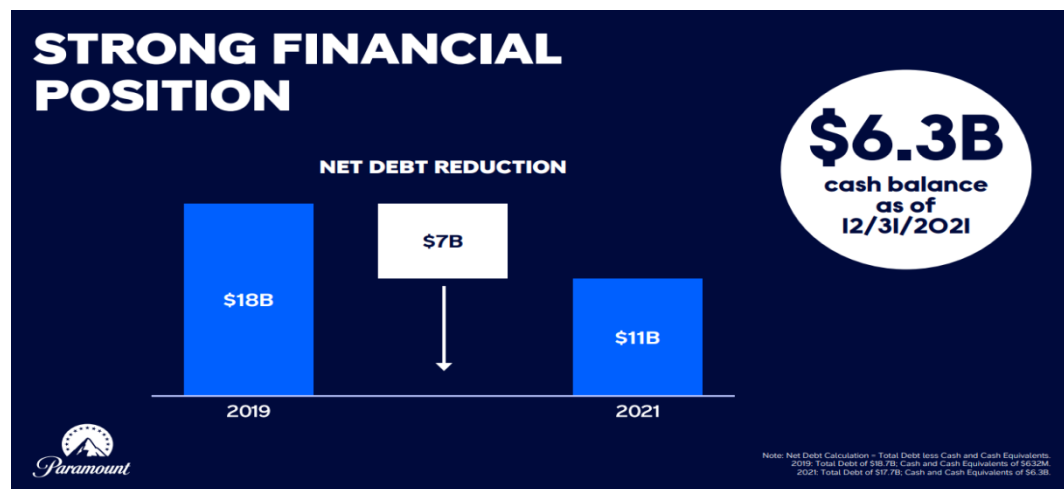 STRONG FINANCIAL
POSITION
$6.3B
cash balance
as of
12/31/2021
NET DEBT REDUCTION
$18B
$7B
$11B
2019
2021
Paramount
Note: Net Debt Calculation = Total Debt less Cash and Cash Equivalents.
2019: Total Debt of $18.7B; Cash and Cash Equivalents of $632M.
2021: Total Debt of $17.7B; Cash and Cash Equivalents of $6.3B.